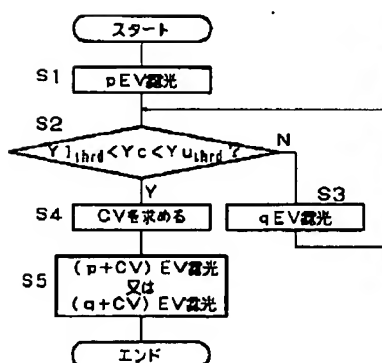 スタート
S1
pEV露光
S2
Yl_thrd<Yc<Yu_thrd?
N
Y
S3
qEV露光
S4
CVを求める
S5
(p+CV)EV露光
又は
(q+CV)EV露光
エンド